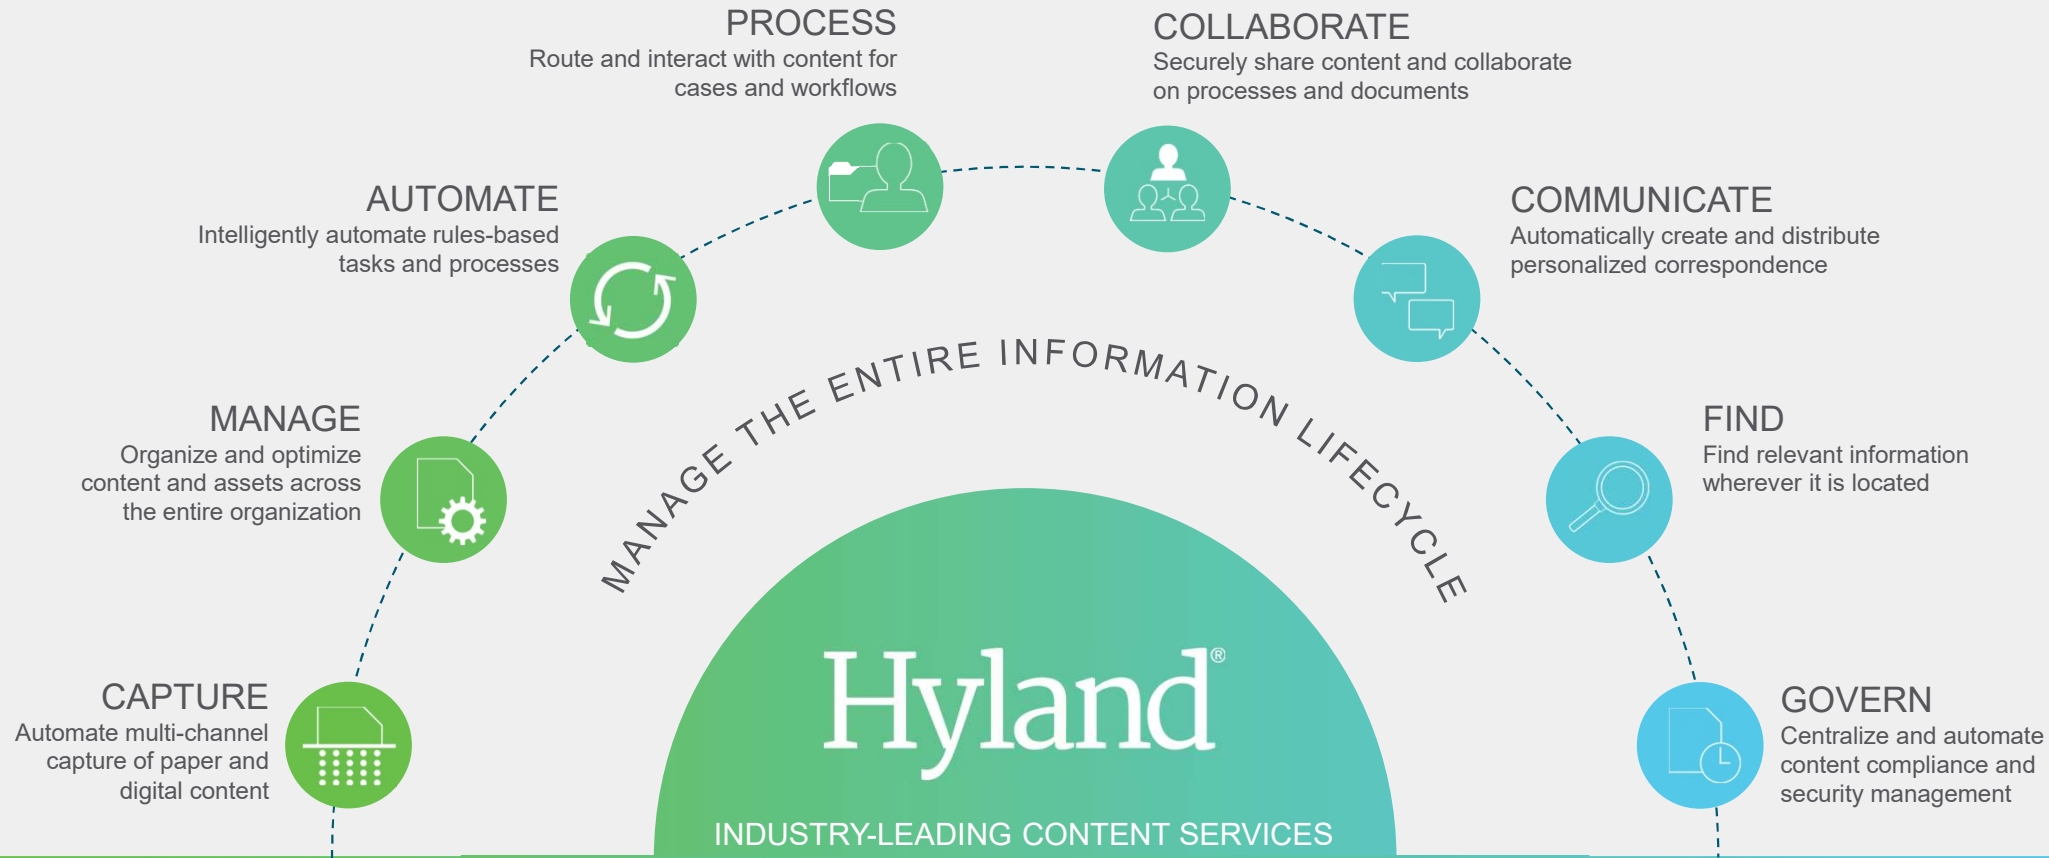 PROCESS
Route and interact with content for
cases and workflows
COLLABORATE
Securely share content and collaborate
on processes and documents
AUTOMATE
Intelligently automate rules-based
tasks and processes
COMMUNICATE
Automatically create and distribute
personalized correspondence
MANAGE
Organize and optimize
content and assets across
the entire organization
FIND
Find relevant information
wherever it is located
MANAGE THE ENTIRE INFORMATION LIFECYCLE
CAPTURE
Automate multi-channel
capture of paper and
digital content
Hyland®
INDUSTRY-LEADING CONTENT SERVICES
GOVERN
Centralize and automate
content compliance and
security management